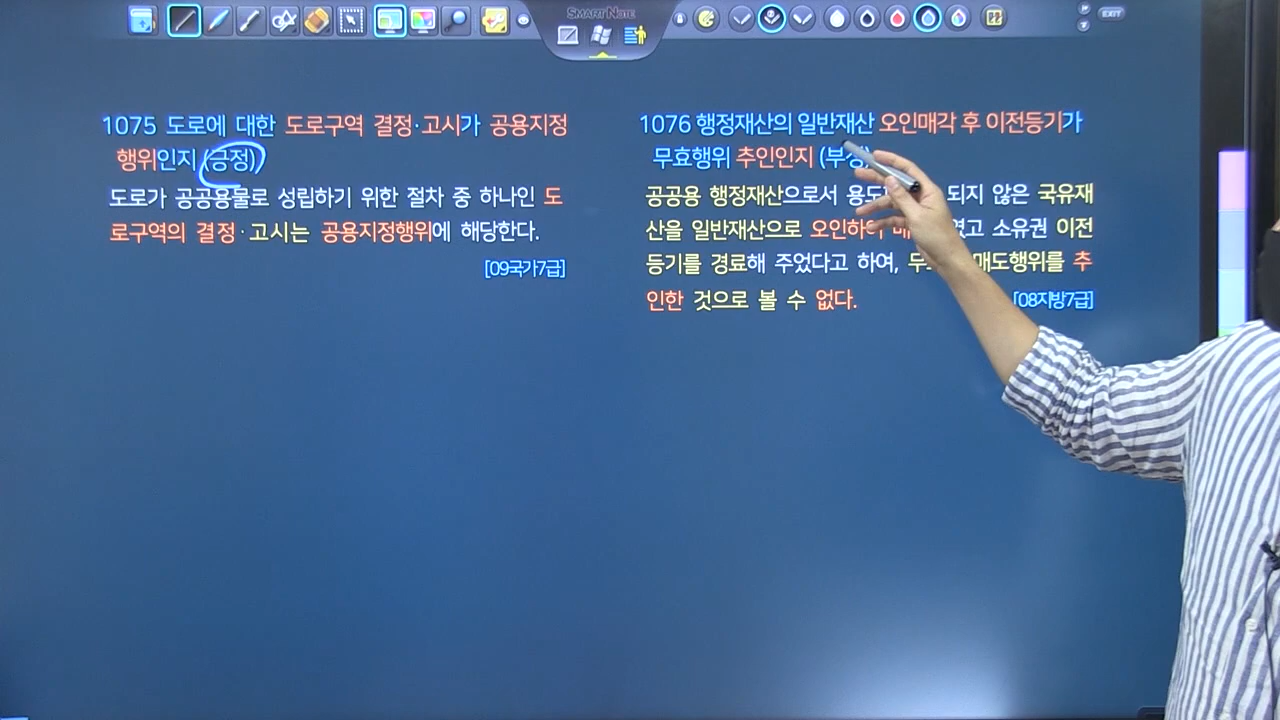 SMART NOTE
EXIT
1075 도로에 대한 도로구역 결정·고시가 공용지정
행위인지 (긍정)
도로가 공공용물로 성립하기 위한 절차 중 하나인 도
로구역의 결정·고시는 공용지정행위에 해당한다.
[09국가7급]
1076 행정재산의 일반재산 오인매각 후 이전등기가
무효행위 추인인지 (부정)
공공용 행정재산으로서 되지 않은 국유재
산을 일반재산으로 소유권 이전
등기를 경료해 주었다고 하여, 매도행위를 추
인한 것으로 볼 수 없다.
[08지방7급]